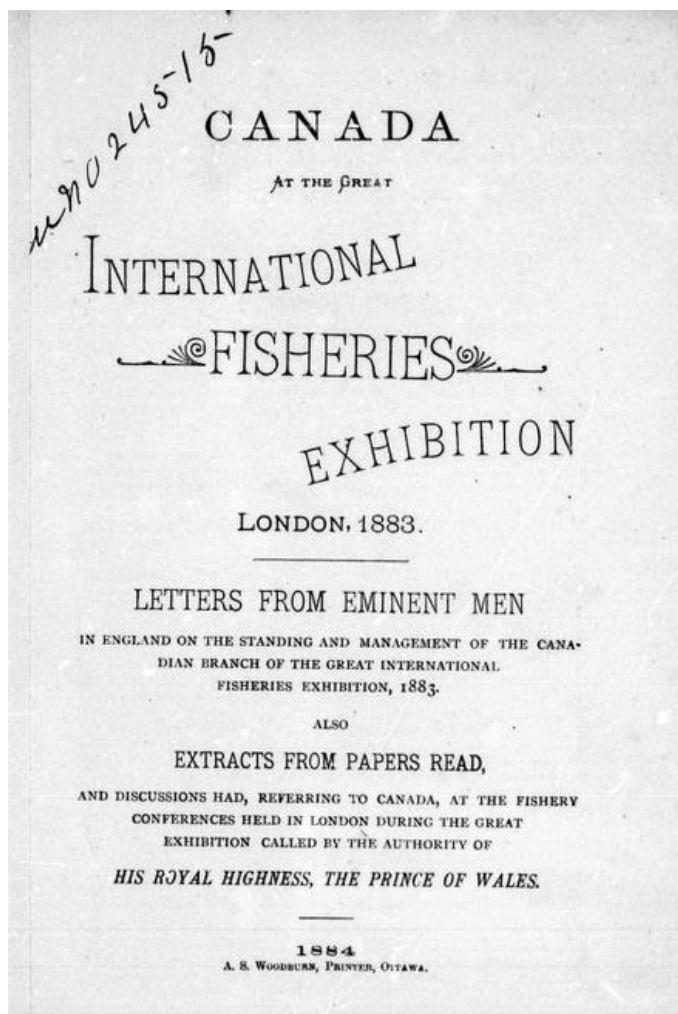 CANADA
AT THE GREAT
INTERNATIONAL
FISHERIES
EXHIBITION
LONDON, 1883.
LETTERS FROM EMINENT MEN
IN ENGLAND ON THE STANDING AND MANAGEMENT OF THE CANA-
DIAN BRANCH OF THE GREAT INTERNATIONAL
FISHERIES EXHIBITION, 1883.
ALSO
EXTRACTS FROM PAPERS READ,
AND DISCUSSIONS HAD, REFERRING TO CANADA, AT THE FISHERY
CONFERENCES HELD IN LONDON DURING THE GREAT
EXHIBITION CALLED BY THE AUTHORITY OF
HIS ROYAL HIGHNESS, THE PRINCE OF WALES.
1884
A. S. WOODBURN, PRINTER, OTTAWA.